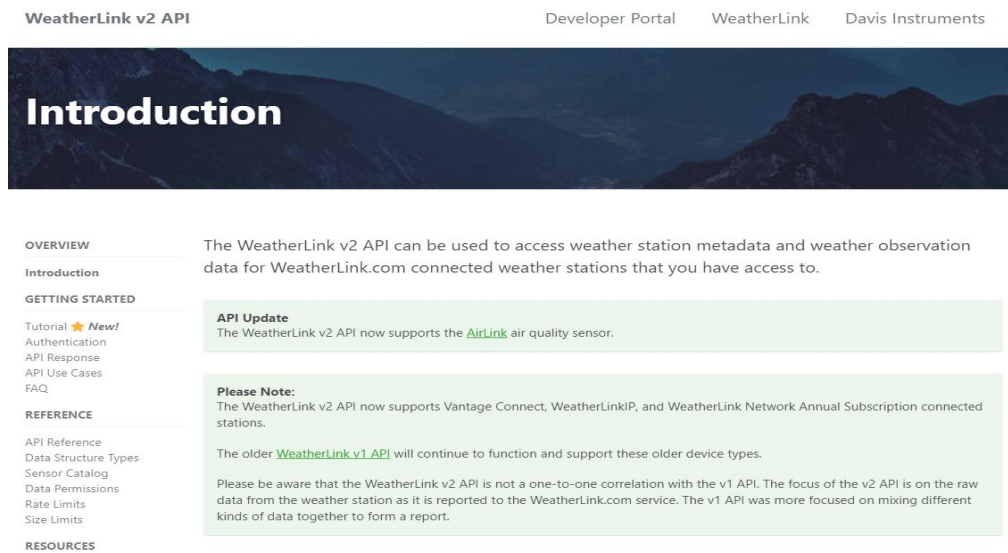 WeatherLink v2 API
Developer Portal WeatherLink Davis Instruments
Introduction
OVERVIEW
Introduction
GETTING STARTED
Tutorial ⭐ New!
Authentication
API Response
API Use Cases
FAQ
REFERENCE
API Reference
Data Structure Types
Sensor Catalog
Data Permissions
Rate Limits
Size Limits
RESOURCES
The WeatherLink v2 API can be used to access weather station metadata and weather observation
data for WeatherLink.com connected weather stations that you have access to.
API Update
The WeatherLink v2 API now supports the AirLink air quality sensor.
Please Note:
The WeatherLink v2 API now supports Vantage Connect, WeatherLinkIP, and WeatherLink Network Annual Subscription connected
stations.
The older WeatherLink v1 API will continue to function and support these older device types.
Please be aware that the WeatherLink v2 API is not a one-to-one correlation with the v1 API. The focus of the v2 API is on the raw
data from the weather station as it is reported to the WeatherLink.com service. The v1 API was more focused on mixing different
kinds of data together to form a report.